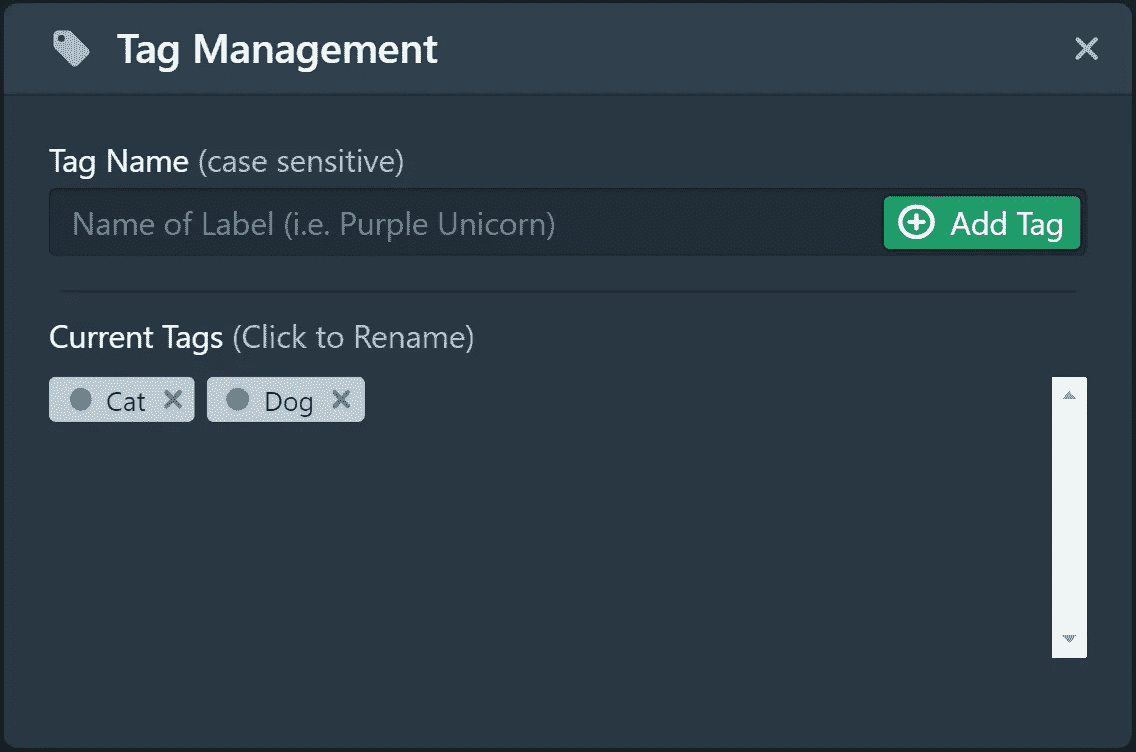 Tag Management
Tag Name (case sensitive)
Name of Label (i.e. Purple Unicorn)
Add Tag
Current Tags (Click to Rename)
Cat
Dog